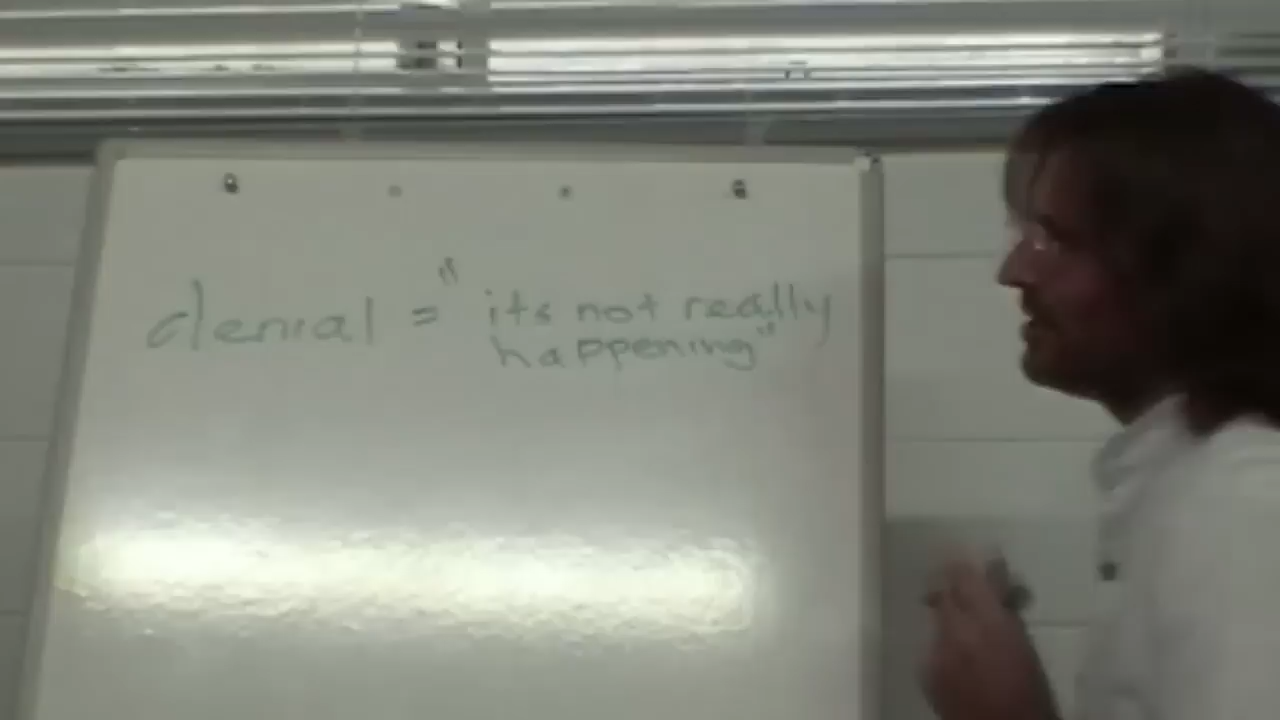 denial = "its not really
happening"